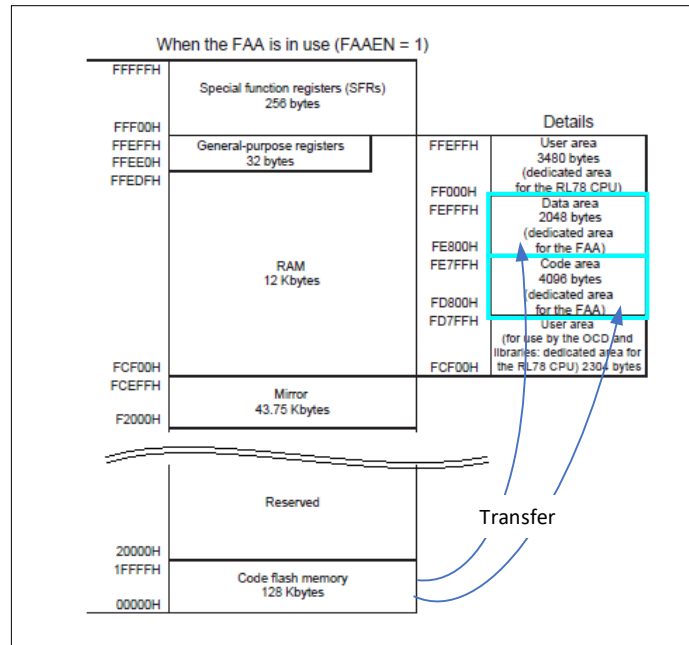 When the FAA is in use (FAAEN = 1)
FFFFFH
Special function registers (SFRs)
256 bytes
FFF00H
Details
FFEFFH
General-purpose registers
32 bytes
FFEE0H
FFEDFH
FFEFFH
User area
3480 bytes
(dedicated area
for the RL78 CPU)
FF000H
FEFFFH
Data area
2048 bytes
(dedicated area
for the FAA)
FE800H
RAM
12 Kbytes
FE7FFH
Code area
4096 bytes
(dedicated area
for the FAA)
FD800H
FD7FFH
User area
(for use by the OCD and
libraries: dedicated area for
the RL78 CPU) 2304 bytes
FCF00H
FCF00H
FCEFFH
Mirror
43.75 Kbytes
F2000H
Reserved
Transfer
20000H
1FFFFH
Code flash memory
128 Kbytes
00000H